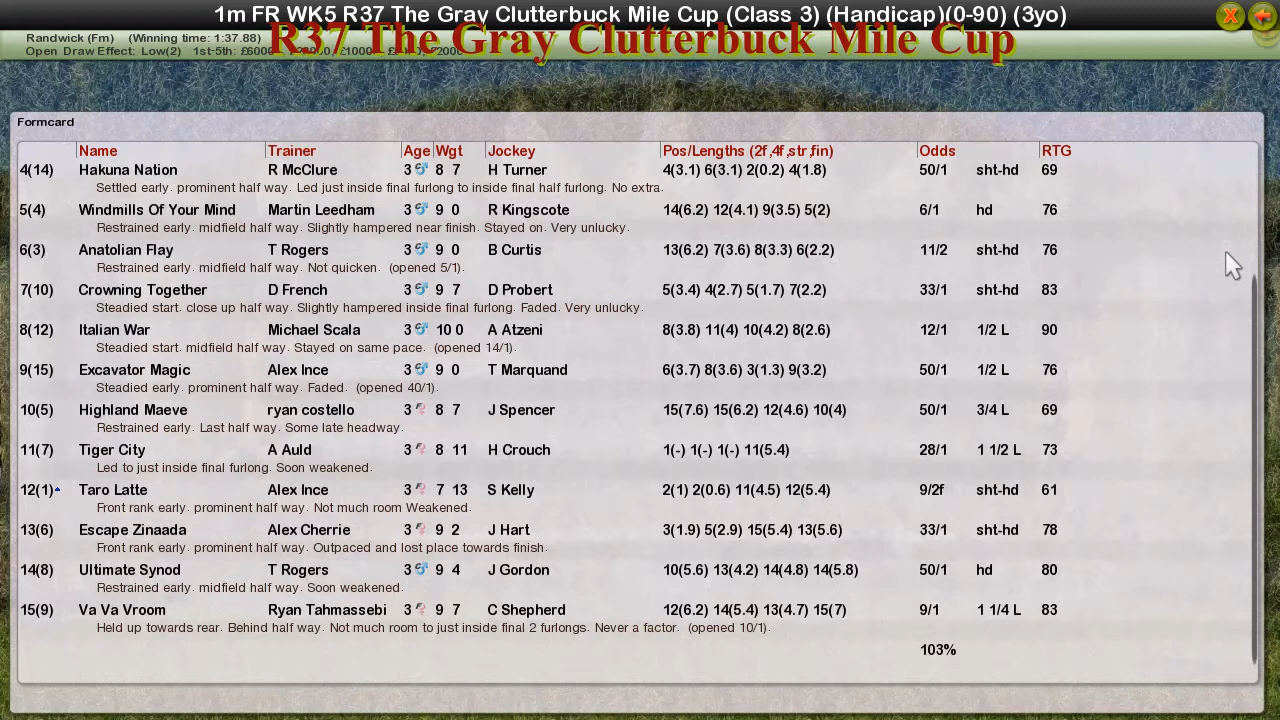 1m FR WK5 R37 The Gray Clutterbuck Mile Cup (Class 3) (Handicap)(0-90) (3yo)
R37 The Gray Clutterbuck Mile Cup
Randwick (Fm) (Winning time: 1:37.88)
Open Draw Effect: Low(2) 1st-5th: £6000
Formcard
Name Trainer Age Wgt Jockey Pos/Lengths (2f,4f,str,fin) Odds RTG
4(14) Hakuna Nation R McClure 3 8 7 H Turner 4(3.1) 6(3.1) 2(0.2) 4(1.8) 50/1 sht-hd 69
Settled early. prominent half way. Led just inside final furlong to inside final half furlong. No extra.
5(4) Windmills Of Your Mind Martin Leedham 3 9 0 R Kingscote 14(6.2) 12(4.1) 9(3.5) 5(2) 6/1 hd 76
Restrained early. midfield half way. Slightly hampered near finish. Stayed on. Very unlucky.
6(3) Anatolian Flay T Rogers 3 9 0 B Curtis 13(6.2) 7(3.6) 8(3.3) 6(2.2) 11/2 sht-hd 76
Restrained early. midfield half way. Not quicken. (opened 5/1).
7(10) Crowning Together D French 3 9 7 D Probert 5(3.4) 4(2.7) 5(1.7) 7(2.2) 33/1 sht-hd 83
Steadied start. close up half way. Slightly hampered inside final furlong. Faded. Very unlucky.
8(12) Italian War Michael Scala 3 10 0 A Atzeni 8(3.8) 11(4) 10(4.2) 8(2.6) 12/1 1/2 L 90
Steadied start. midfield half way. Stayed on same pace. (opened 14/1).
9(15) Excavator Magic Alex Ince 3 9 0 T Marquand 6(3.7) 8(3.6) 3(1.3) 9(3.2) 50/1 1/2 L 76
Steadied early. prominent half way. Faded. (opened 40/1).
10(5) Highland Maeve ryan costello 3 8 7 J Spencer 15(7.6) 15(6.2) 12(4.6) 10(4) 50/1 3/4 L 69
Restrained early. Last half way. Some late headway.
11(7) Tiger City A Auld 3 8 11 H Crouch 1(-) 1(-) 1(-) 11(5.4) 28/1 1 1/2 L 73
Led to just inside final furlong. Soon weakened.
12(1) Taro Latte Alex Ince 3 7 13 S Kelly 2(1) 2(0.6) 11(4.5) 12(5.4) 9/2f sht-hd 61
Front rank early. prominent half way. Not much room Weakened.
13(6) Escape Zinaada Alex Cherrie 3 9 2 J Hart 3(1.9) 5(2.9) 15(5.4) 13(5.6) 33/1 sht-hd 78
Front rank early. prominent half way. Outpaced and lost place towards finish.
14(8) Ultimate Synod T Rogers 3 9 4 J Gordon 10(5.6) 13(4.2) 14(4.8) 14(5.8) 50/1 hd 80
Restrained early. midfield half way. Soon weakened.
15(9) Va Va Vroom Ryan Tahmassebi 3 9 7 C Shepherd 12(6.2) 14(5.4) 13(4.7) 15(7) 9/1 1 1/4 L 83
Held up towards rear. Behind half way. Not much room to just inside final 2 furlongs. Never a factor. (opened 10/1).
103%